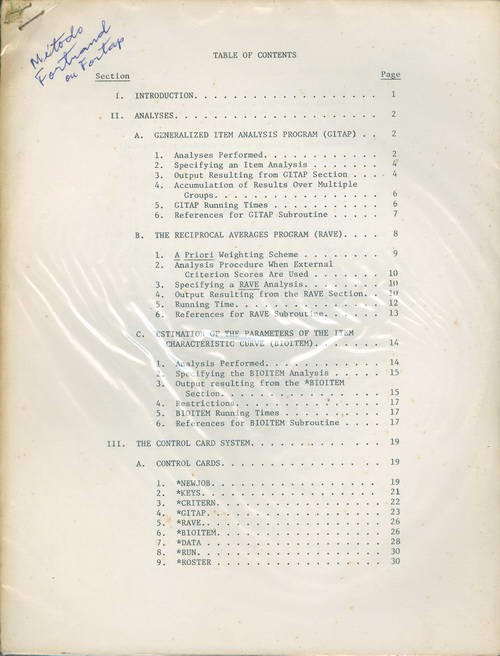 Método
Fortrand
ou Fortap
TABLE OF CONTENTS
Section Page
I. INTRODUCTION. . . . . . . . . . . . . . . . . . . . . 1
II. ANALYSES. . . . . . . . . . . . . . . . . . . . . . . 2
A. GENERALIZED ITEM ANALYSIS PROGRAM (GITAP) . . 2
1. Analyses Performed. . . . . . . . . . . . . 2
2. Specifying an Item Analysis . . . . . . . 4
3. Output Resulting from GITAP Section . . . 4
4. Accumulation of Results Over Multiple
Groups. . . . . . . . . . . . . . . . . . 6
5. GITAP Running Times . . . . . . . . . . . . 6
6. References for GITAP Subroutine . . . . . 7
B. THE RECIPROCAL AVERAGES PROGRAM (RAVE). . . . 8
1. A Priori Weighting Scheme . . . . . . . . 9
2. Analysis Procedure When External
Criterion Scores Are Used . . . . . . . 10
3. Specifying a RAVE Analysis. . . . . . . . . 10
4. Output Resulting from the RAVE Section. . 10
5. Running Time. . . . . . . . . . . . . . . . 12
6. References for RAVE Subroutine. . . . . . 13
C. ESTIMATION OF THE PARAMETERS OF THE ITEM
CHARACTERISTIC CURVE (BIOITEM). . . . . . . 14
1. Analysis Performed. . . . . . . . . . . . . 14
2. Specifying the BIOITEM Analysis . . . . . 15
3. Output resulting from the *BIOITEM
Section. . . . . . . . . . . . . . . . . 15
4. Restrictions. . . . . . . . . . . . . . . . 17
5. BIOITEM Running Times . . . . . . . . . . . 17
6. References for BIOITEM Subroutine . . . . 17
III. THE CONTROL CARD SYSTEM. . . . . . . . . . . . . . 19
A. CONTROL CARDS. . . . . . . . . . . . . . . . . 19
1. *NEWJOB. . . . . . . . . . . . . . . . . . 19
2. *KEYS. . . . . . . . . . . . . . . . . . . 21
3. *CRITERN . . . . . . . . . . . . . . . . . 22
4. *GITAP. . . . . . . . . . . . . . . . . . . 23
5. *RAVE. . . . . . . . . . . . . . . . . . . 26
6. *BIOITEM. . . . . . . . . . . . . . . . . . 26
7. *DATA . . . . . . . . . . . . . . . . . . . 28
8. *RUN. . . . . . . . . . . . . . . . . . . . 30
9. *ROSTER . . . . . . . . . . . . . . . . . . 30